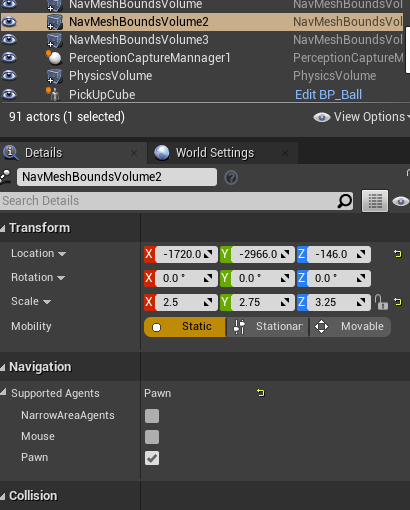 NavMeshBoundsVolume NavMeshBoundsVol
NavMeshBoundsVolume2 NavMeshBoundsVol
NavMeshBoundsVolume3 NavMeshBoundsVol
PerceptionCaptureMannager1 PerceptionCaptureM
PhysicsVolume PhysicsVolume
PickUpCube Edit BP_Ball
91 actors (1 selected) View Options
Details World Settings
NavMeshBoundsVolume2
Search Details
Transform
Location X -1720.0 Y -2966.0 Z -146.0
Rotation X 0.0 ° Y 0.0 ° Z 0.0 °
Scale X 2.5 Y 2.75 Z 3.25
Mobility Static Stationar Movable
Navigation
Supported Agents Pawn
NarrowAreaAgents
Mouse
Pawn
Collision